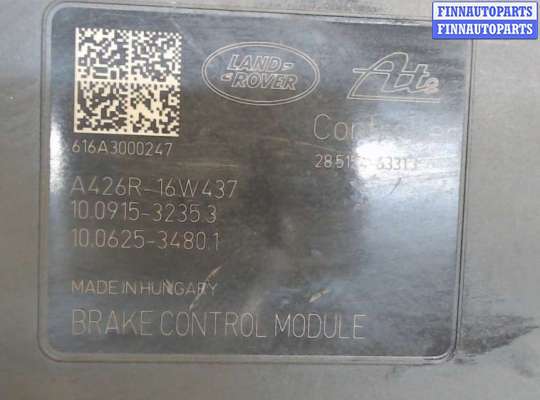 FINNAUTOPARTS
FINNAUTOPARTS
LAND-
ROVER
Ate
616A3000247
A426R-16W437
10.0915-3235.3
10.0625-3480.1
MADE IN HUNGARY
BRAKE CONTROL MODULE